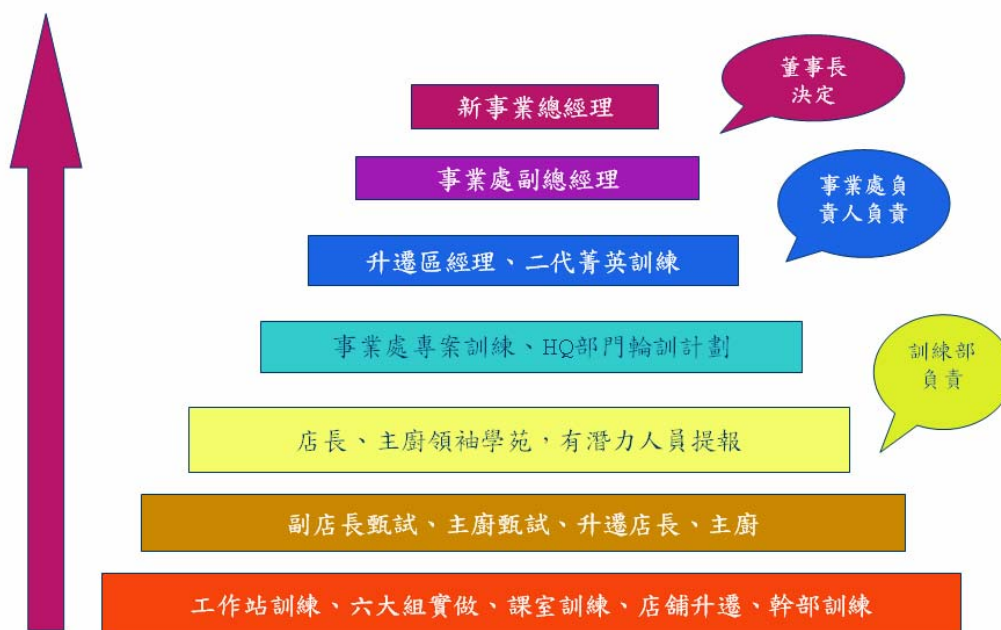 董事長
決定
新事業總經理
事業處副總經理
事業處負
責人負責
升遷區經理、二代菁英訓練
事業處專案訓練、HQ部門輪訓計劃
訓練部
負責
店長、主廚領袖學苑，有潛力人員提報
副店長甄試、主廚甄試、升遷店長、主廚
工作站訓練、六大組實做、課室訓練、店舖升遷、幹部訓練